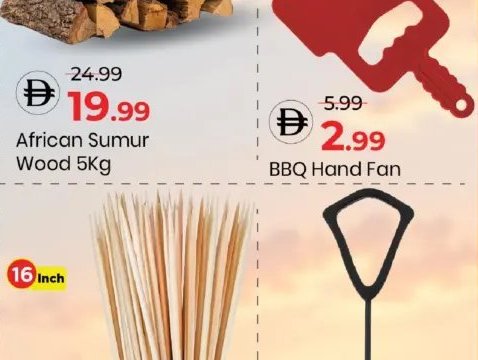 24.99
19.99
African Sumur
Wood 5Kg
5.99
2.99
BBQ Hand Fan
16 Inch